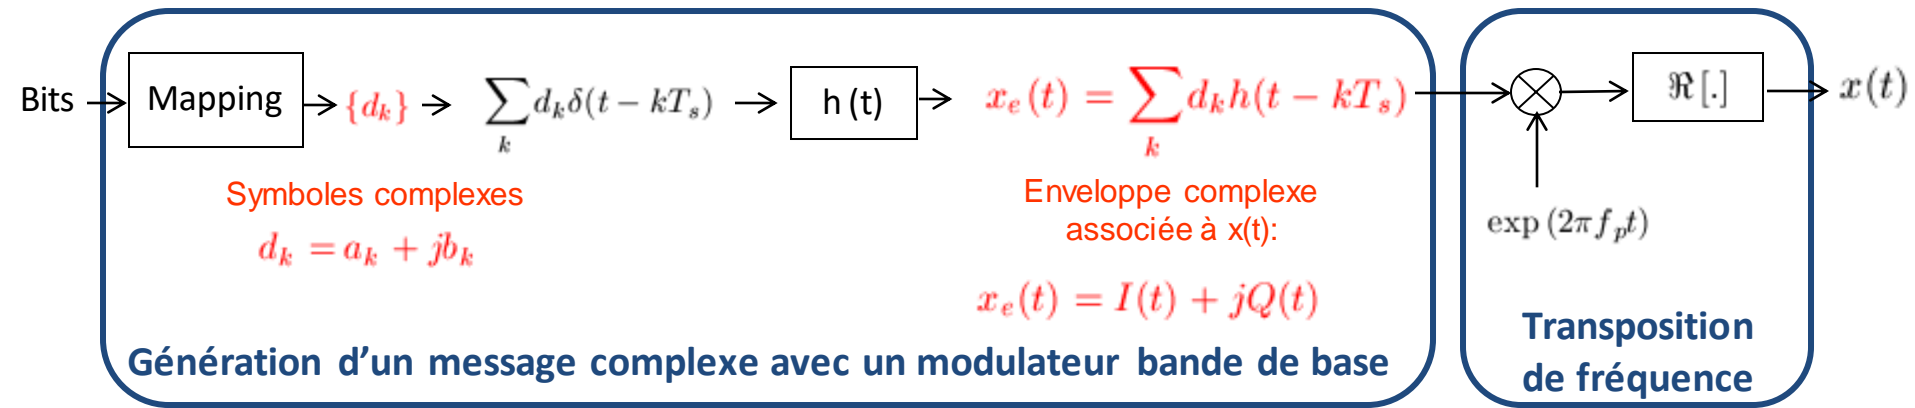 Bits
Mapping
{d_k}
∑_k d_k δ(t − kT_s)
h (t)
x_e(t) = ∑_k d_k h(t − kT_s)
ℜ[.]
x(t)
Symboles complexes
d_k = a_k + jb_k
Enveloppe complexe
associée à x(t):
x_e(t) = I(t) + jQ(t)
exp (2πf_p t)
Génération d'un message complexe avec un modulateur bande de base
Transposition
de fréquence